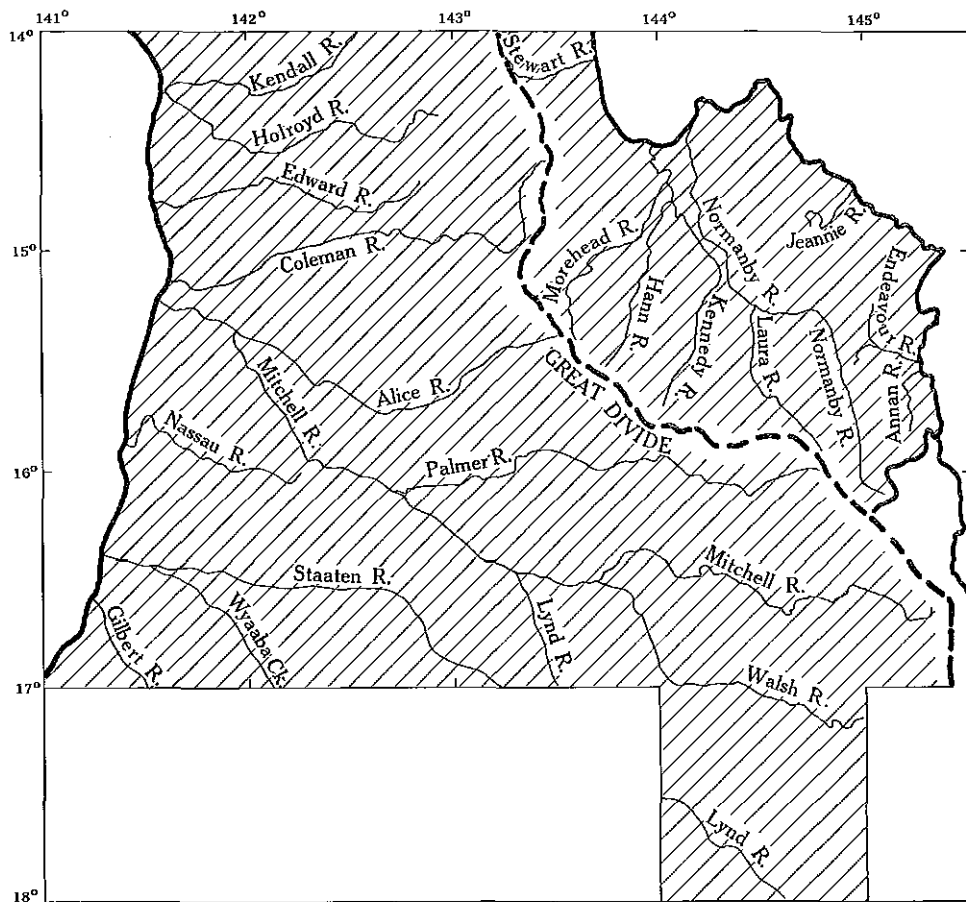 141° 142° 143° 144° 145°
14°
Stewart R.
Kendall R.
Holroyd R.
Edward R.
Normanby R.
Jeannie R.
15°
Coleman R.
Morehead R.
Endeavour R.
Hann R.
Kennedy R.
Laura R.
Normanby R.
Mitchell R.
Alice R.
GREAT DIVIDE
Annan R.
Nassau R.
16°
Palmer R.
Staaten R.
Mitchell R.
Gilbert R.
Wyaaba Ck.
Lynd R.
17°
Walsh R.
Lynd R.
18°